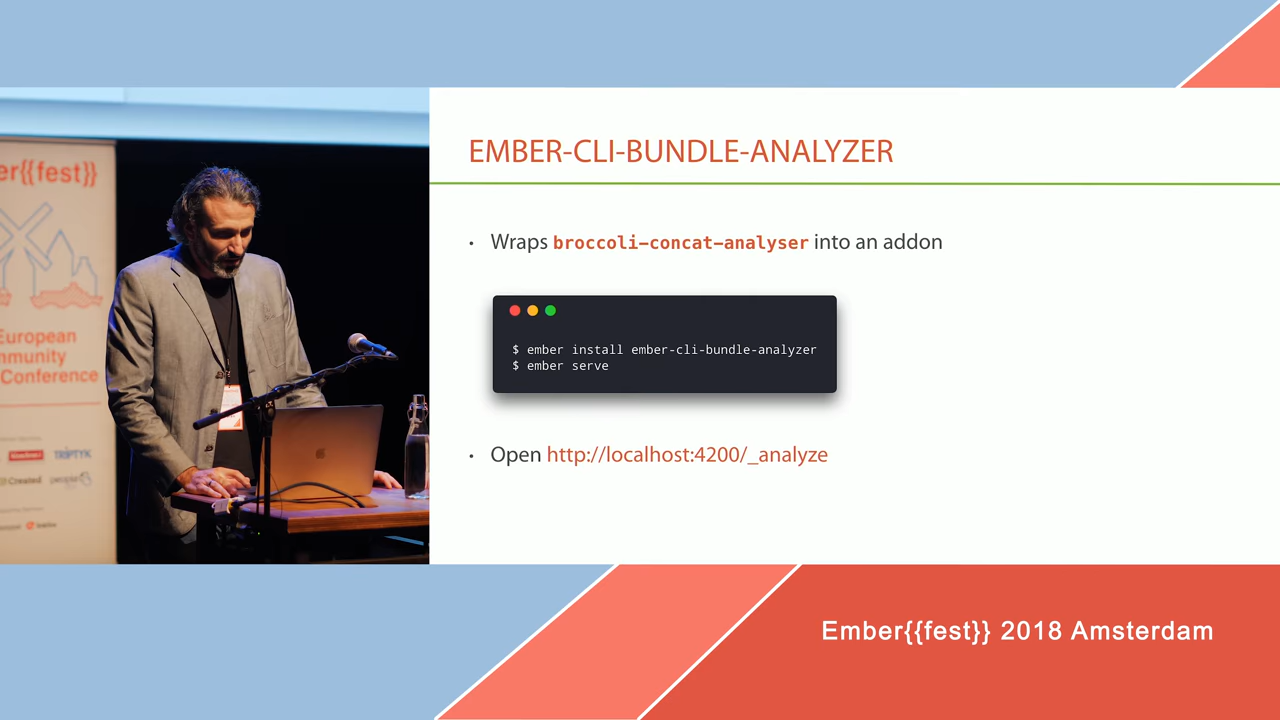 EMBER-CLI-BUNDLE-ANALYZER
• Wraps broccoli-concat-analyser into an addon
$ ember install ember-cli-bundle-analyzer
$ ember serve
• Open http://localhost:4200/_analyze
er{{fest}}
European
mmunity
Conference
TRIPTYK
Created
Ember{{fest}} 2018 Amsterdam